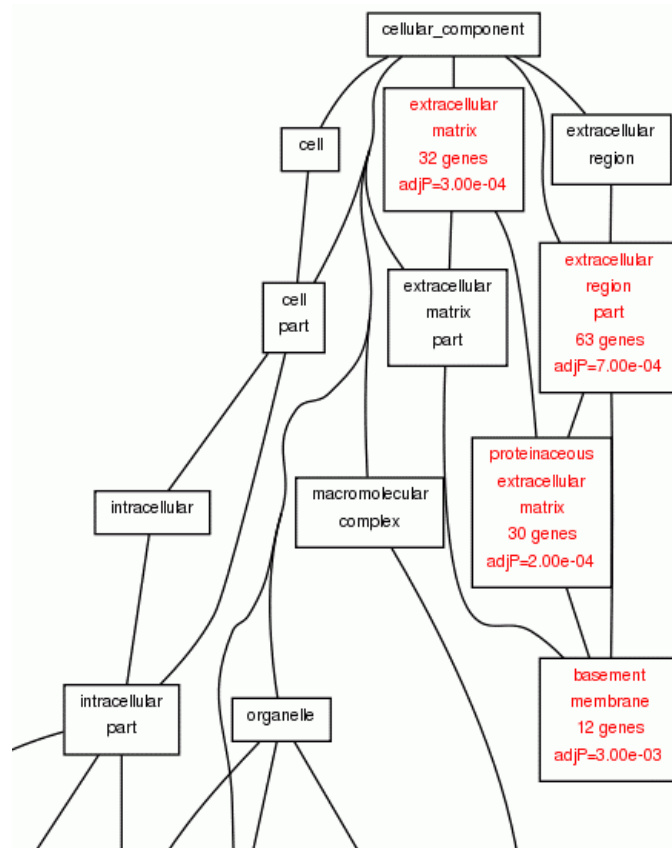 cellular_component
extracellular
matrix
32 genes
adjP=3.00e-04
extracellular
region
cell
extracellular
region
part
63 genes
adjP=7.00e-04
cell
part
extracellular
matrix
part
proteinaceous
extracellular
matrix
30 genes
adjP=2.00e-04
intracellular
macromolecular
complex
basement
membrane
12 genes
adjP=3.00e-03
intracellular
part
organelle